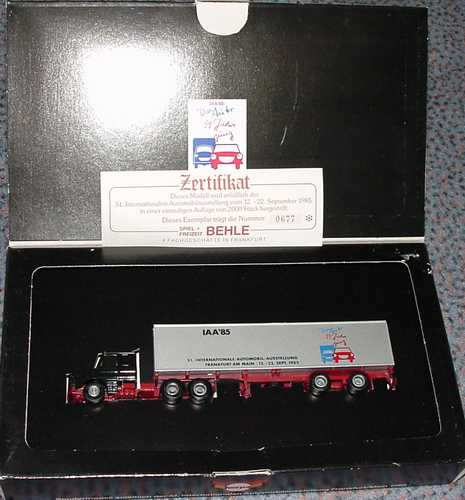 IAA'85
Das Auto
Zertifikat
Dieses Modell wird anläßlich der
51. Internationalen Automobilausstellung vom 12. - 22. September 1985
in einer einmaligen Auflage von 2000 Stück hergestellt.
Dieses Exemplar trägt die Nummer 0677
SPIEL +
FREIZEIT BEHLE
FACHGESCHÄFTE IN FRANKFURT
IAA'85
51. INTERNATIONALE AUTOMOBIL-AUSSTELLUNG
FRANKFURT AM MAIN · 12.-22. SEPT. 1985